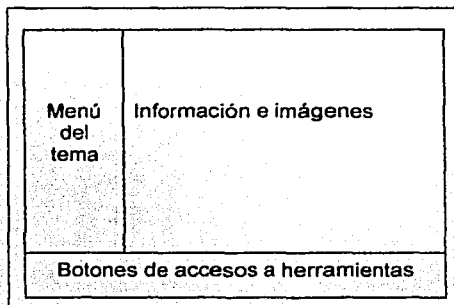 Menú
del
tema
Información e imágenes
Botones de accesos a herramientas